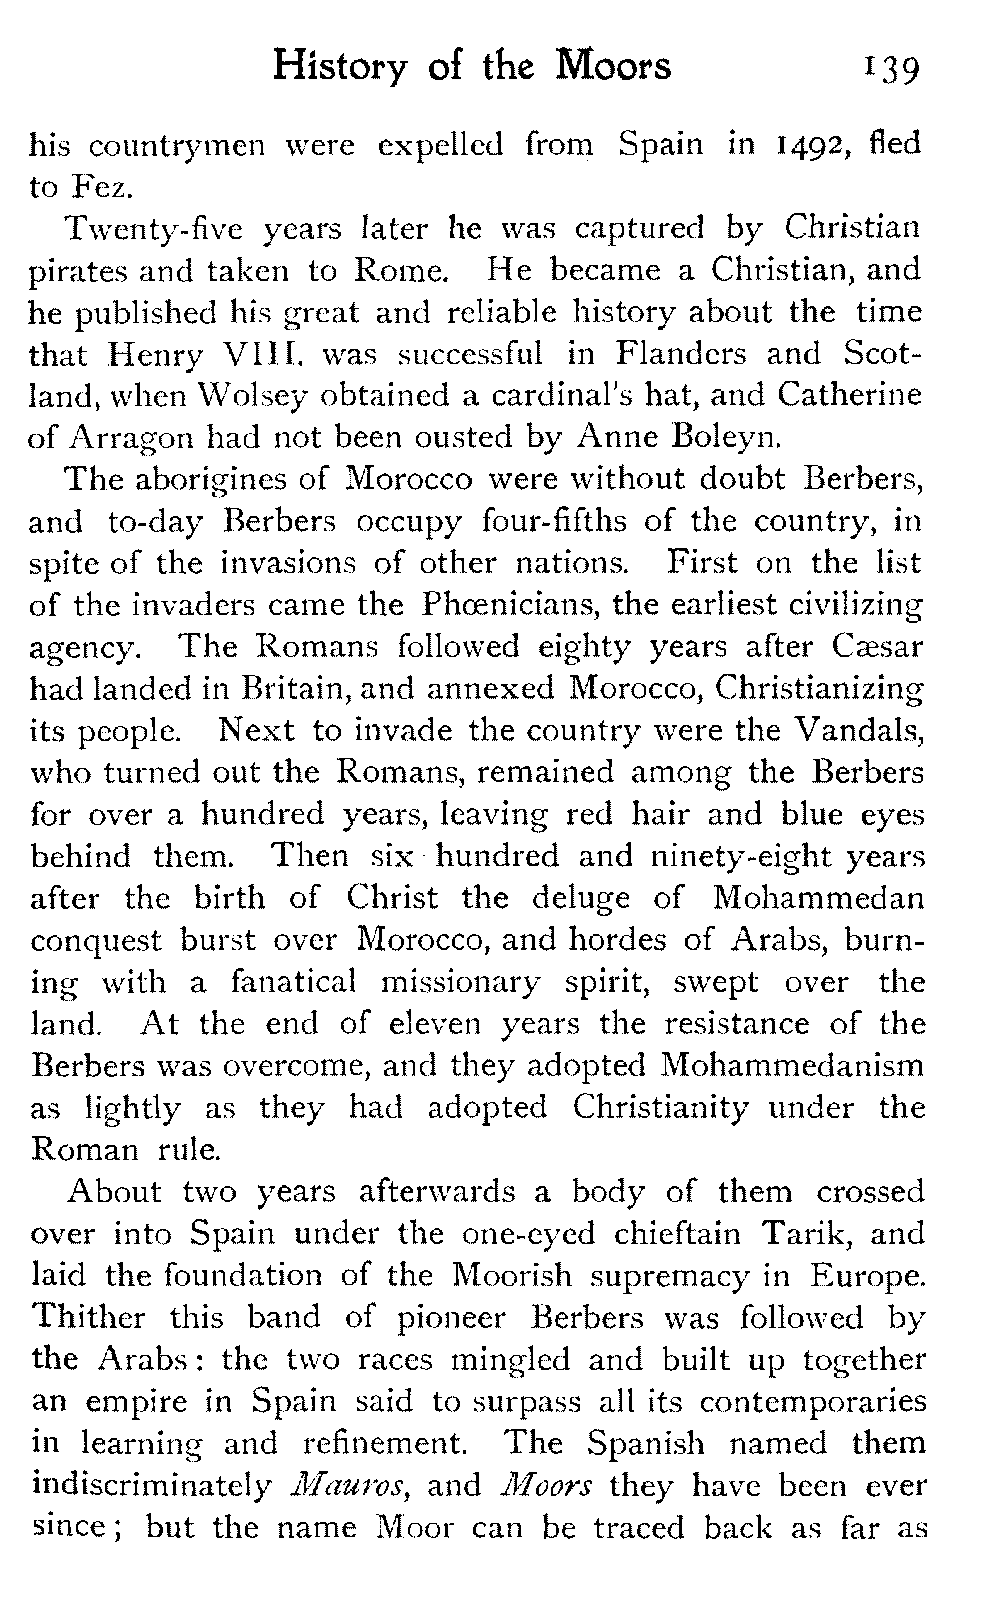 History of the Moors 139
his countrymen were expelled from Spain in 1492, fled
to Fez.
Twenty-five years later he was captured by Christian
pirates and taken to Rome. He became a Christian, and
he published his great and reliable history about the time
that Henry VIII. was successful in Flanders and Scot-
land, when Wolsey obtained a cardinal's hat, and Catherine
of Arragon had not been ousted by Anne Boleyn.
The aborigines of Morocco were without doubt Berbers,
and to-day Berbers occupy four-fifths of the country, in
spite of the invasions of other nations. First on the list
of the invaders came the Phœnicians, the earliest civilizing
agency. The Romans followed eighty years after Cæsar
had landed in Britain, and annexed Morocco, Christianizing
its people. Next to invade the country were the Vandals,
who turned out the Romans, remained among the Berbers
for over a hundred years, leaving red hair and blue eyes
behind them. Then six hundred and ninety-eight years
after the birth of Christ the deluge of Mohammedan
conquest burst over Morocco, and hordes of Arabs, burn-
ing with a fanatical missionary spirit, swept over the
land. At the end of eleven years the resistance of the
Berbers was overcome, and they adopted Mohammedanism
as lightly as they had adopted Christianity under the
Roman rule.
About two years afterwards a body of them crossed
over into Spain under the one-eyed chieftain Tarik, and
laid the foundation of the Moorish supremacy in Europe.
Thither this band of pioneer Berbers was followed by
the Arabs: the two races mingled and built up together
an empire in Spain said to surpass all its contemporaries
in learning and refinement. The Spanish named them
indiscriminately Mauros, and Moors they have been ever
since; but the name Moor can be traced back as far as